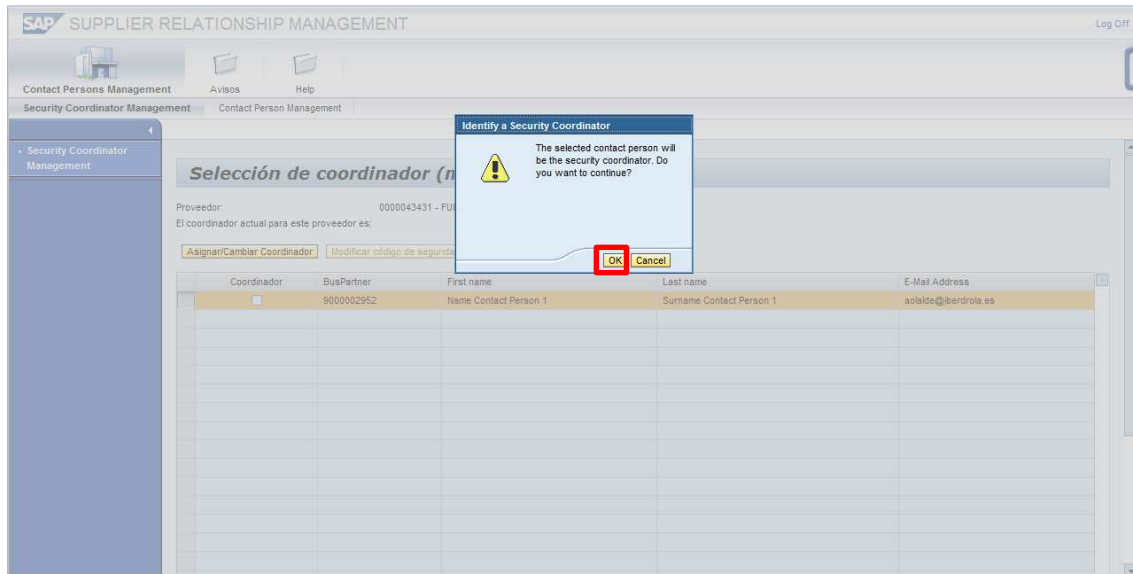 SAP SUPPLIER RELATIONSHIP MANAGEMENT
Log Off
Contact Persons Management Avisos Help
Security Coordinator Management Contact Person Management
Security Coordinator Management
Identify a Security Coordinator
The selected contact person will
be the security coordinator. Do
you want to continue?
OK Cancel
Selección de coordinador
Proveedor: 0000043431 -
El coordinador actual para este proveedor es:
Asignar/Cambiar Coordinador Modificar código de
Coordinador BusPartner First name Last name E-Mail Address
9000002952 Name Contact Person 1 Surname Contact Person 1 aolalde@iberdrola.es